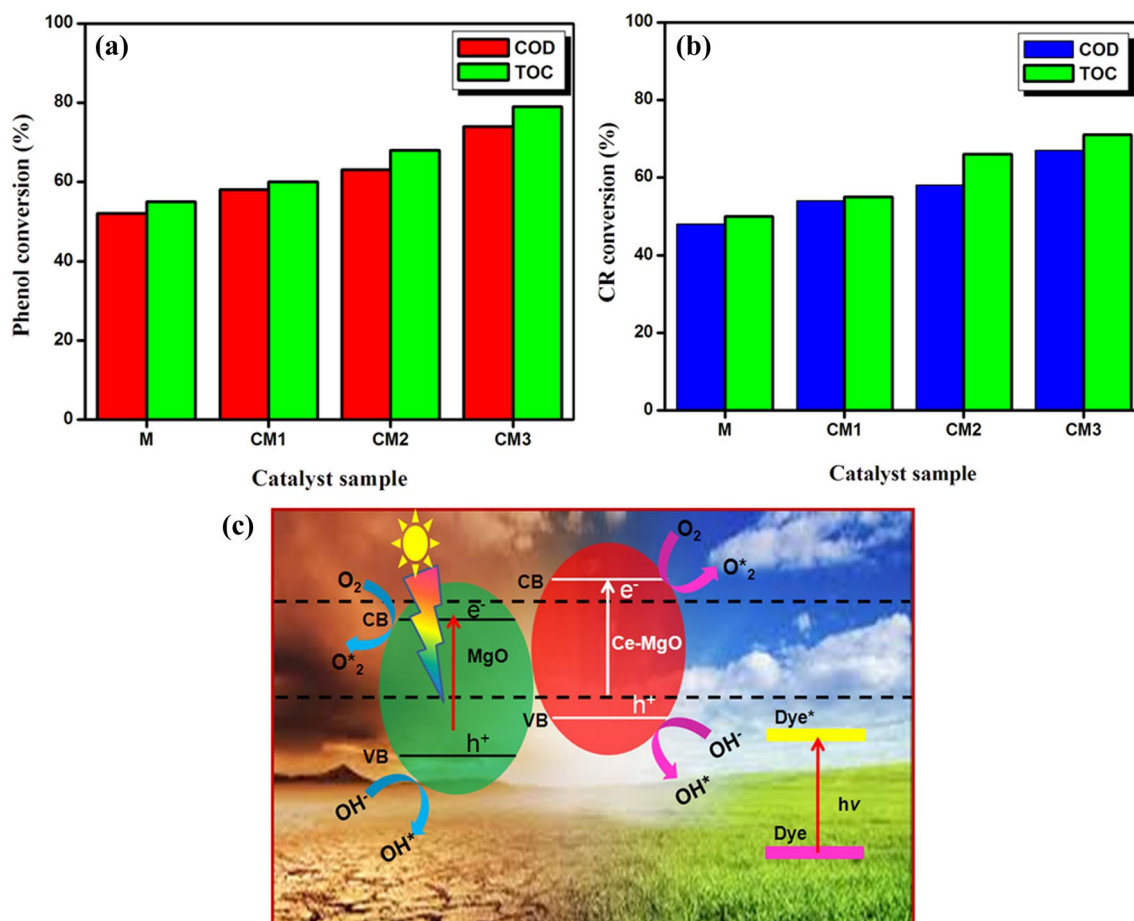 (a)
COD
TOC
Phenol conversion (%)
100
80
60
40
20
0
M CM1 CM2 CM3
Catalyst sample
(b)
COD
TOC
CR conversion (%)
100
80
60
40
20
0
M CM1 CM2 CM3
Catalyst sample
(c)
O₂
CB
O*₂
e⁻
MgO
h⁺
VB
OH⁻
OH*
O₂
CB
O*₂
e⁻
Ce-MgO
h⁺
VB
OH⁻
OH*
Dye*
hν
Dye